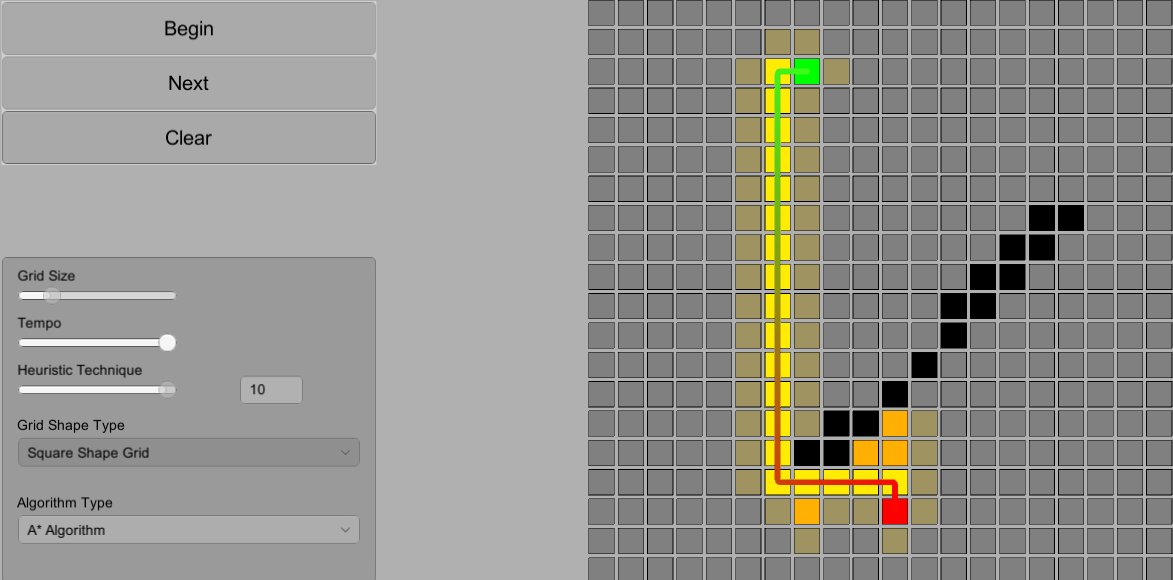 Begin
Next
Clear
Grid Size
Tempo
Heuristic Technique
10
Grid Shape Type
Square Shape Grid
Algorithm Type
A* Algorithm